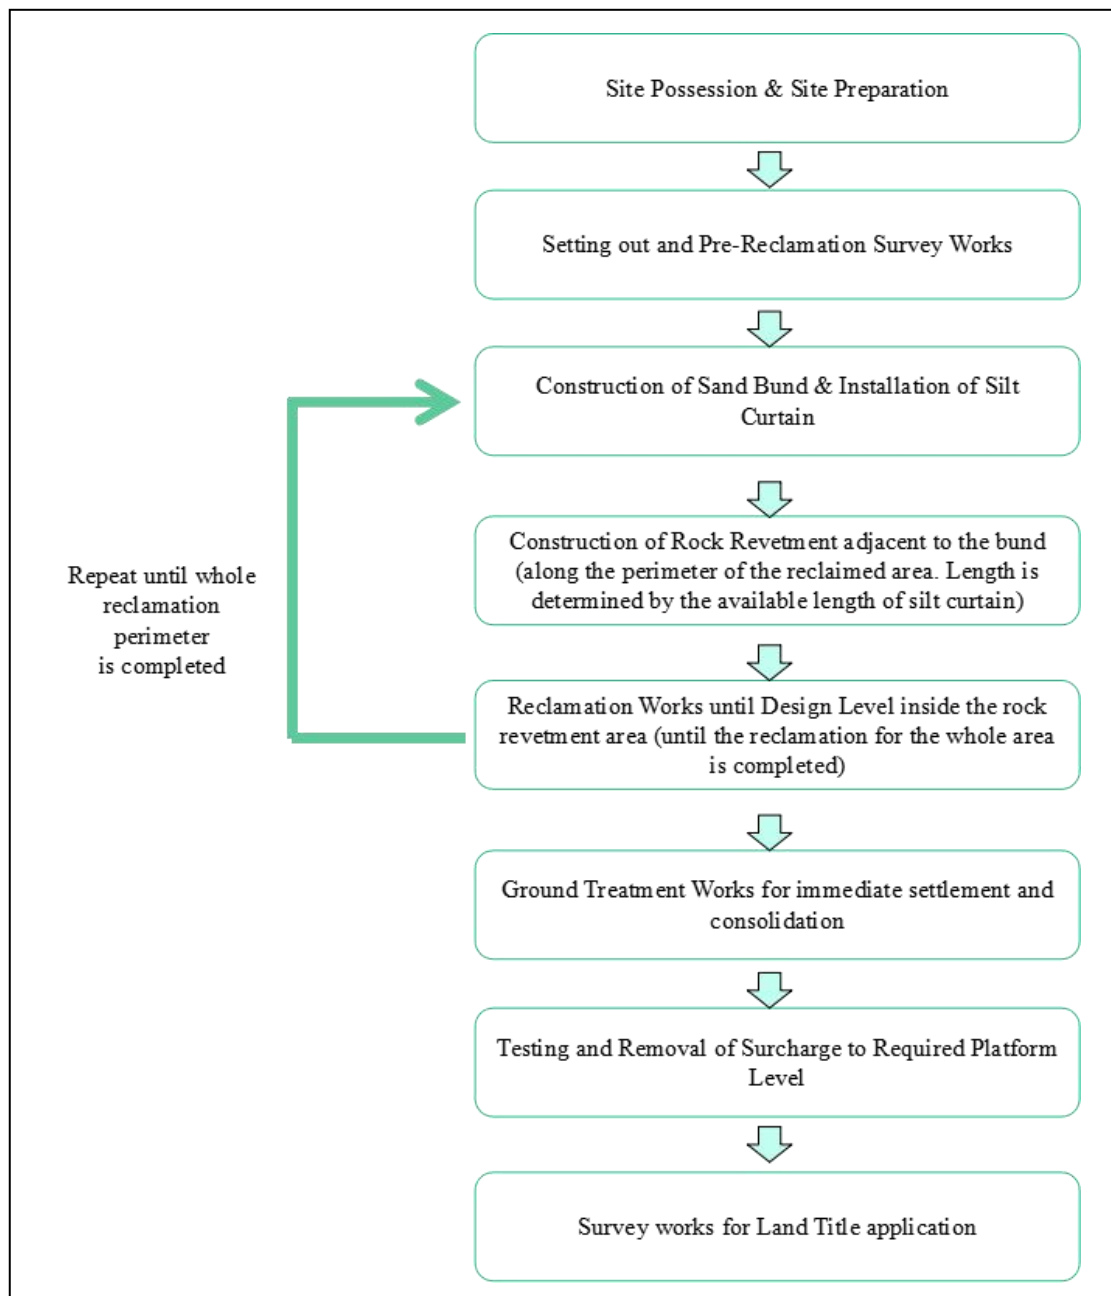 Site Possession & Site Preparation
Setting out and Pre-Reclamation Survey Works
Construction of Sand Bund & Installation of Silt
Curtain
Construction of Rock Revetment adjacent to the bund
(along the perimeter of the reclaimed area. Length is
determined by the available length of silt curtain)
Repeat until whole
reclamation
perimeter
is completed
Reclamation Works until Design Level inside the rock
revetment area (until the reclamation for the whole area
is completed)
Ground Treatment Works for immediate settlement and
consolidation
Testing and Removal of Surcharge to Required Platform
Level
Survey works for Land Title application